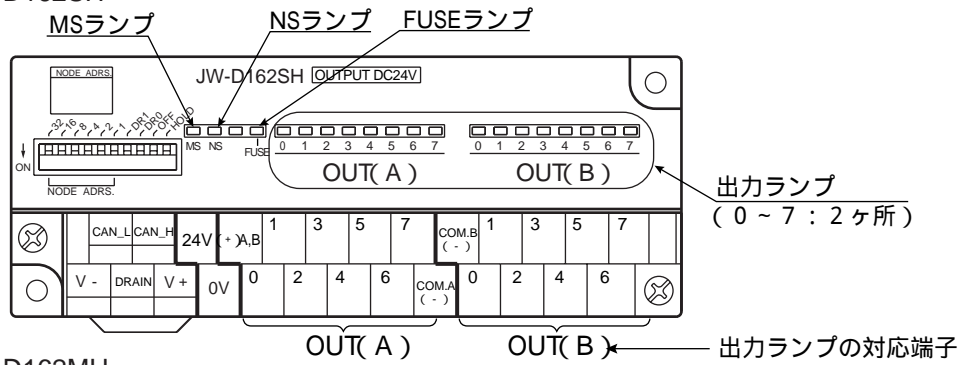 MSランプ NSランプ FUSEランプ
NODE ADRS.
JW-D162SH OUTPUT DC24V
32 16 8 4 2 1 DR1 DR0 OFF HOLD
MS NS FUSE
0 1 2 3 4 5 6 7
0 1 2 3 4 5 6 7
ON
OUT(A) OUT(B)
NODE ADRS.
出力ランプ
(0~7:2ヶ所)
CAN_L CAN_H 24V (+)A,B 1 3 5 7 COM.B(-) 1 3 5 7
V- DRAIN V+ 0V 0 2 4 6 COM.A(-) 0 2 4 6
OUT(A) OUT(B)
出力ランプの対応端子